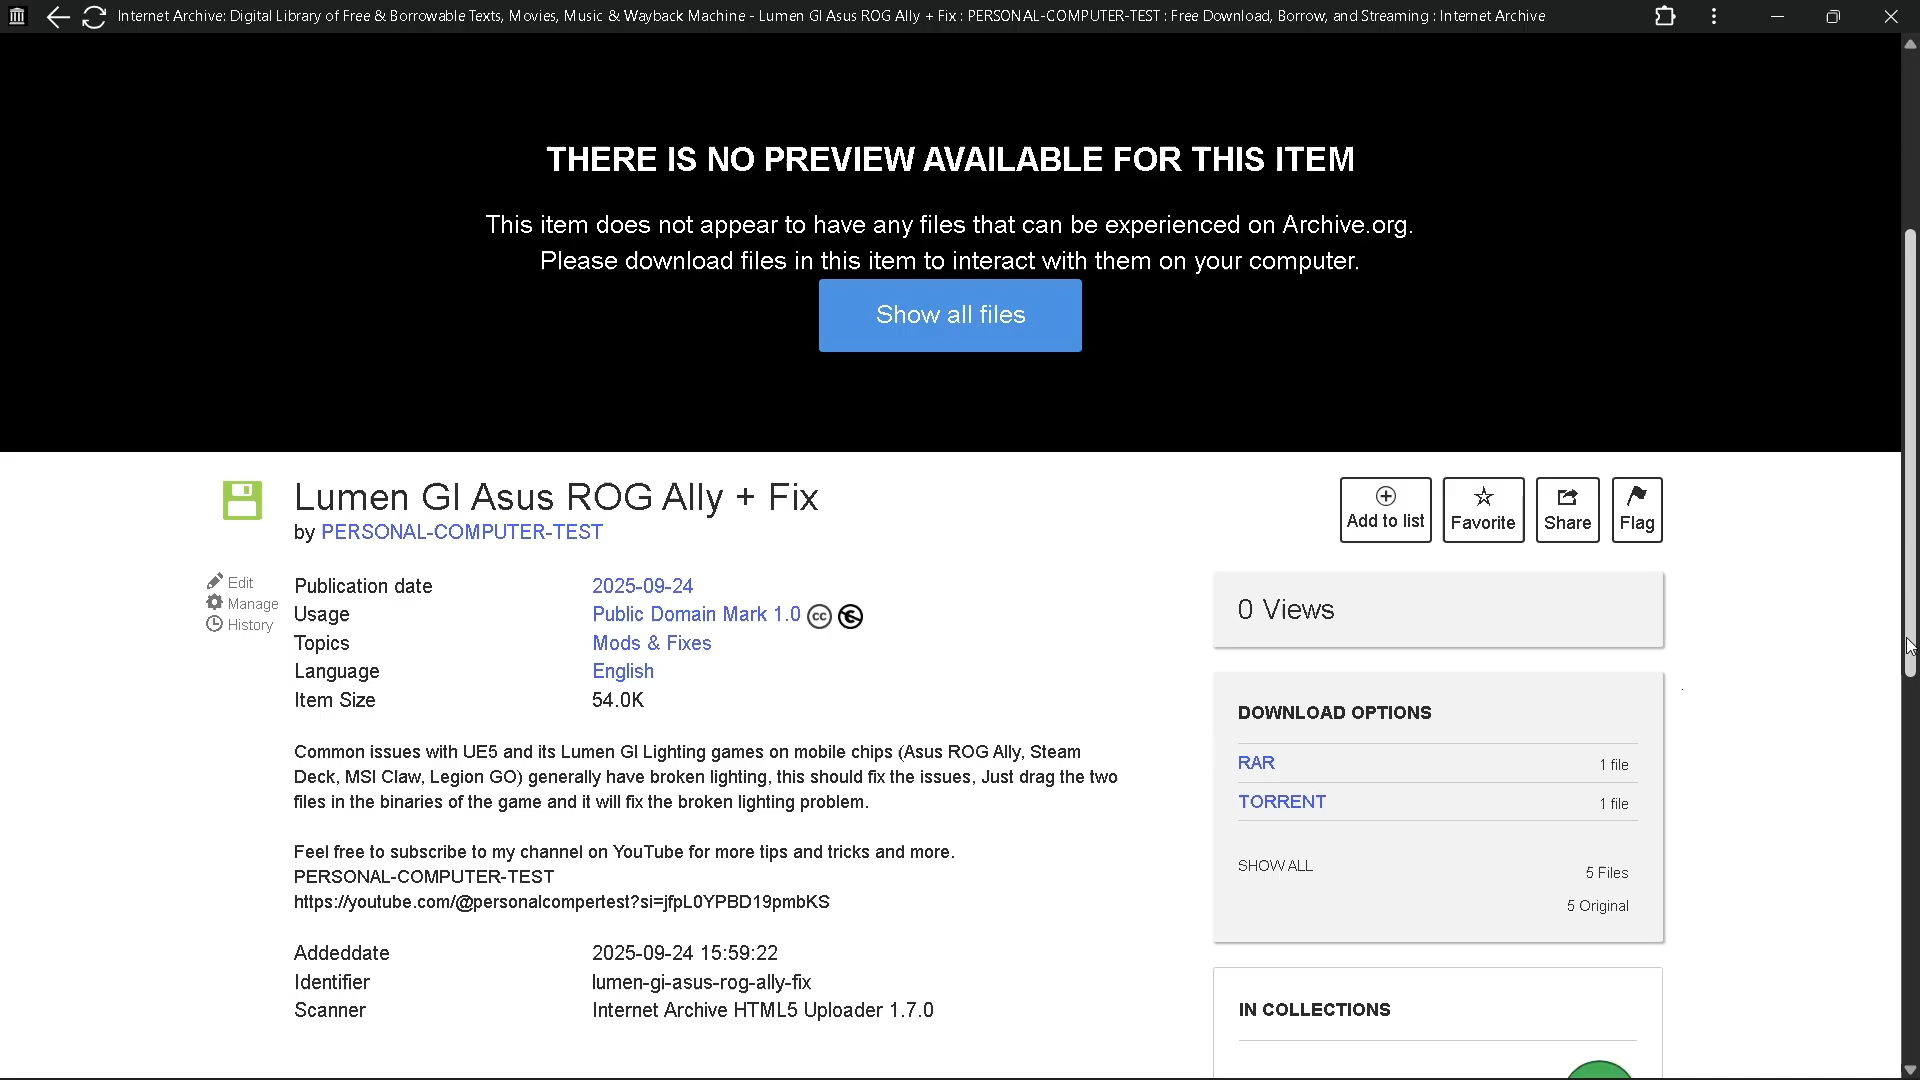 Internet Archive: Digital Library of Free & Borrowable Texts, Movies, Music & Wayback Machine - Lumen GI Asus ROG Ally + Fix : PERSONAL-COMPUTER-TEST : Free Download, Borrow, and Streaming : Internet Archive
THERE IS NO PREVIEW AVAILABLE FOR THIS ITEM
This item does not appear to have any files that can be experienced on Archive.org.
Please download files in this item to interact with them on your computer.
Show all files
Lumen GI Asus ROG Ally + Fix
by PERSONAL-COMPUTER-TEST
Add to list
Favorite
Share
Flag
Edit
Manage
History
Publication date 2025-09-24
Usage Public Domain Mark 1.0
Topics Mods & Fixes
Language English
Item Size 54.0K
Common issues with UE5 and its Lumen GI Lighting games on mobile chips (Asus ROG Ally, Steam
Deck, MSI Claw, Legion GO) generally have broken lighting, this should fix the issues, Just drag the two
files in the binaries of the game and it will fix the broken lighting problem.
Feel free to subscribe to my channel on YouTube for more tips and tricks and more.
PERSONAL-COMPUTER-TEST
https://youtube.com/@personalcompertest?si=jfpL0YPBD19pmbKS
Addeddate 2025-09-24 15:59:22
Identifier lumen-gi-asus-rog-ally-fix
Scanner Internet Archive HTML5 Uploader 1.7.0
0 Views
DOWNLOAD OPTIONS
RAR 1 file
TORRENT 1 file
SHOW ALL 5 Files
5 Original
IN COLLECTIONS